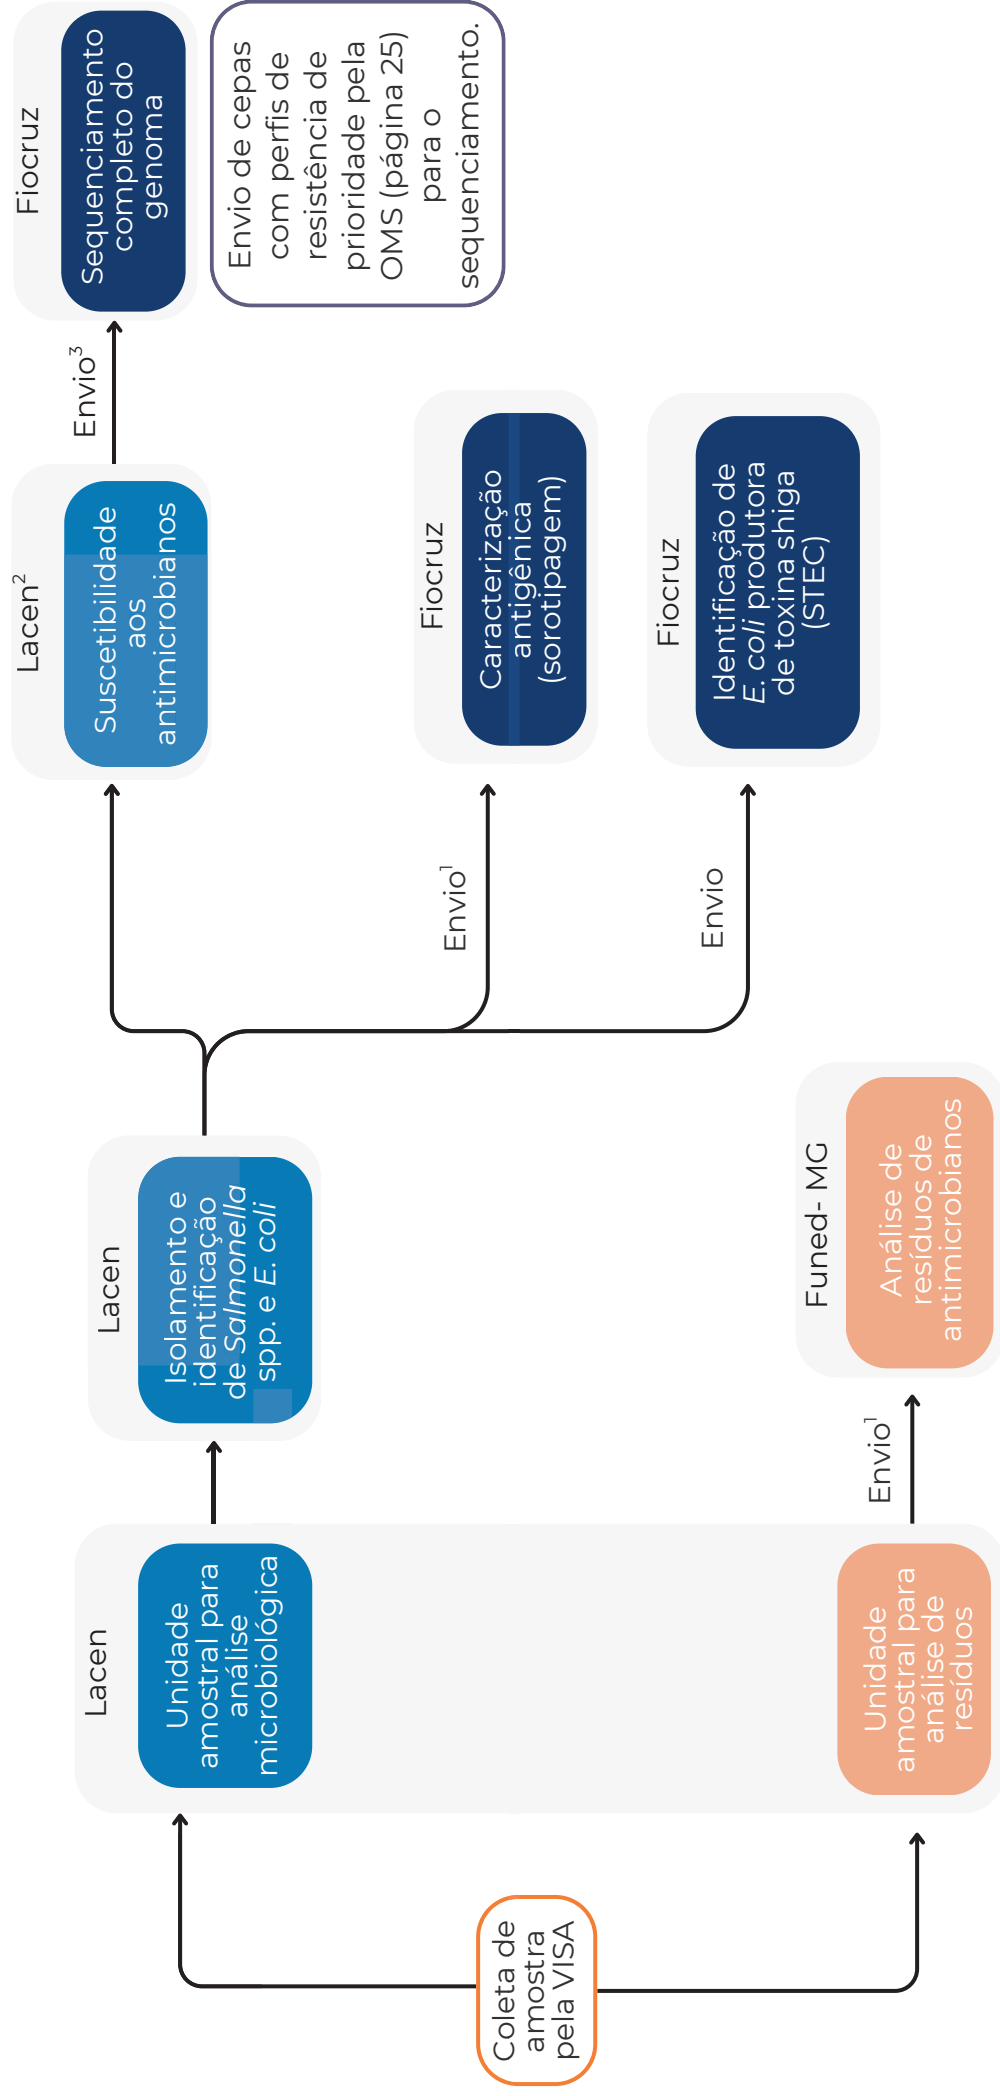 Coleta de
amostra
pela VISA
Lacen
Unidade
amostral para
análise
microbiológica
Unidade
amostral para
análise de
resíduos
Lacen
Isolamento e
identificação
de Salmonella
spp. e E. coli
Envio¹
Funed- MG
Análise de
resíduos de
antimicrobianos
Lacen²
Suscetibilidade
aos
antimicrobianos
Envio¹
Fiocruz
Caracterização
antigênica
(sorotipagem)
Envio
Fiocruz
Identificação de
E. coli produtora
de toxina shiga
(STEC)
Envio³
Fiocruz
Sequenciamento
completo do
genoma
Envio de cepas
com perfis de
resistência de
prioridade pela
OMS (página 25)
para o
sequenciamento.